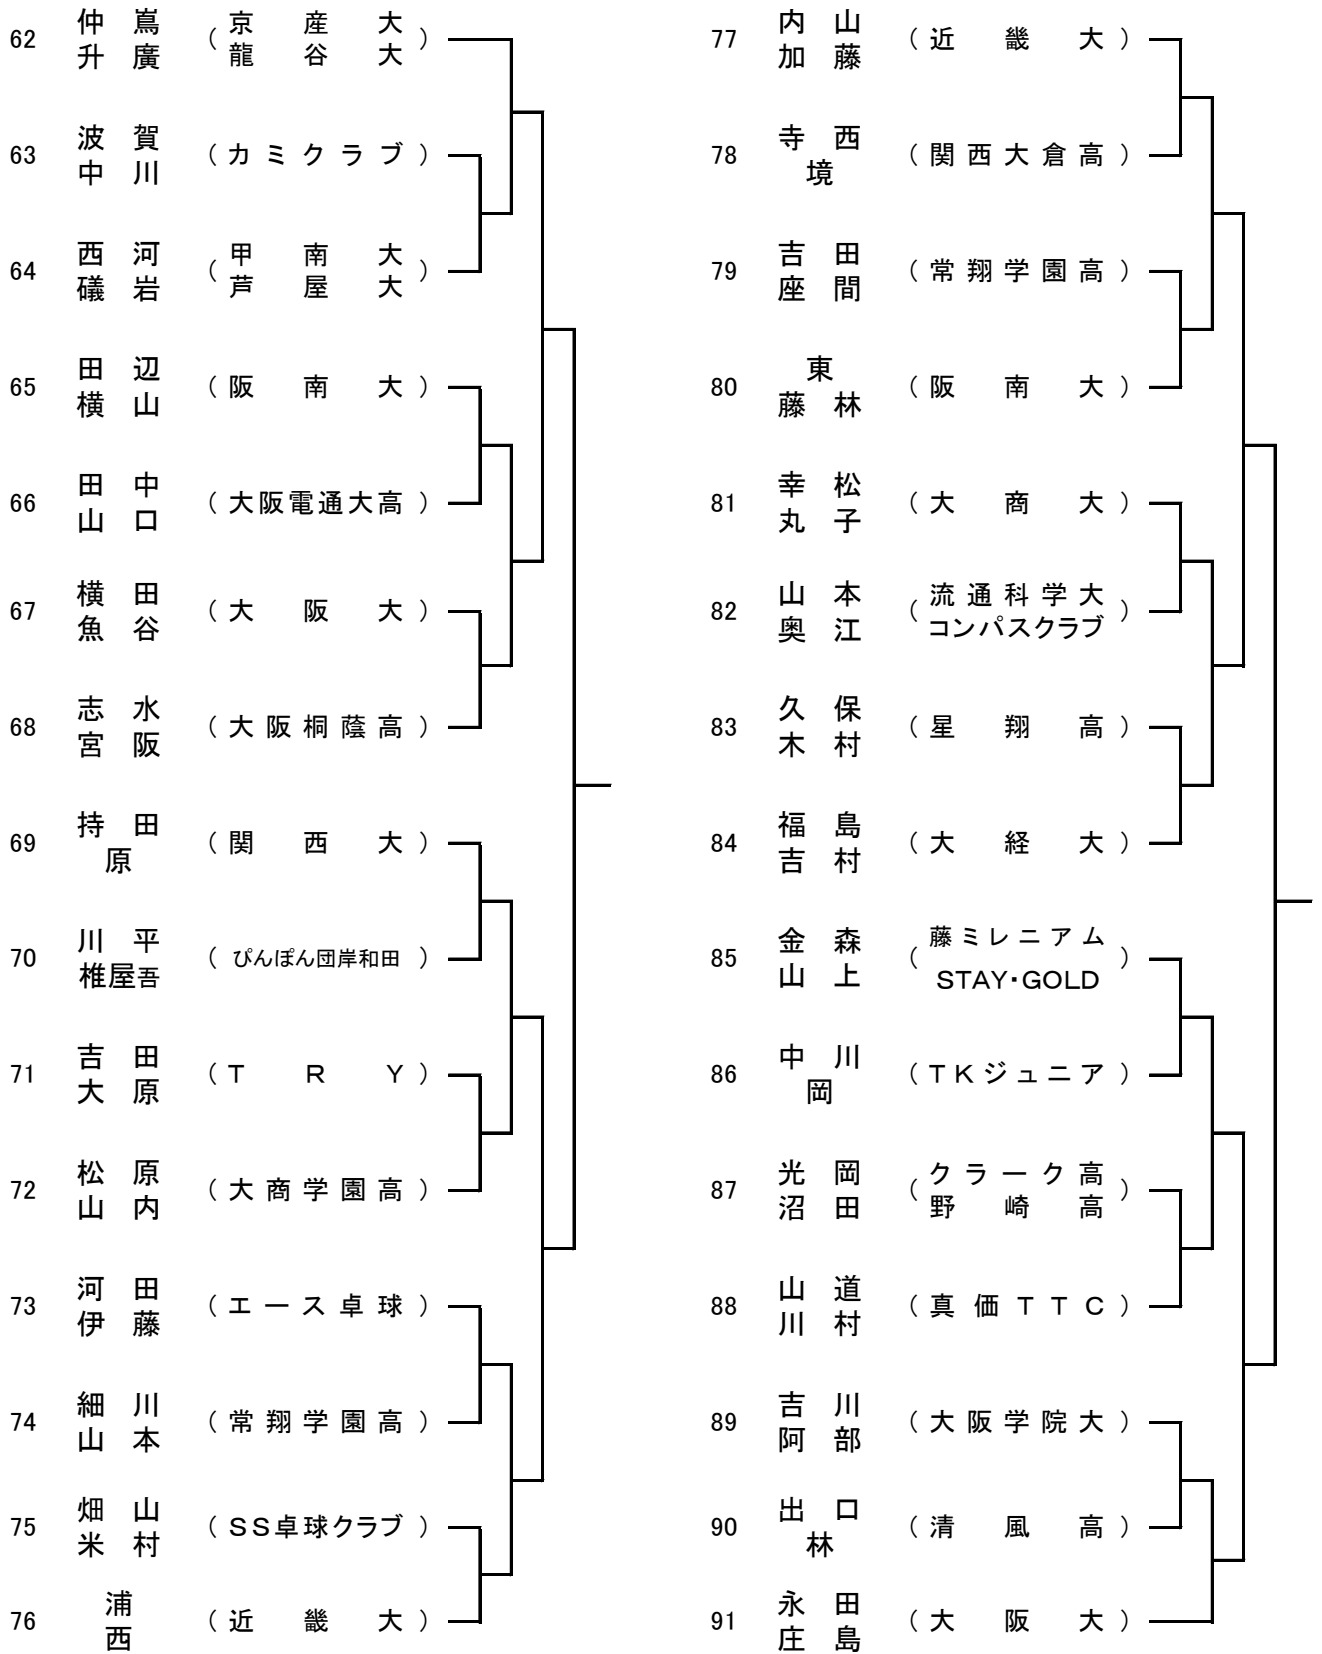 62 仲嶌 (京産大)
升廣 (龍谷大)
63 波賀 (カミクラブ)
中川
64 西河 (甲南大)
礒岩 (芦屋大)
65 田辺 (阪南大)
横山
66 田中 (大阪電通大高)
山口
67 横田 (大阪大)
魚谷
68 志水 (大阪桐蔭高)
宮阪
69 持田 (関西大)
原
70 川平 (ぴんぽん団岸和田)
椎屋吾
71 吉田 (TRY)
大原
72 松原 (大商学園高)
山内
73 河田 (エース卓球)
伊藤
74 細川 (常翔学園高)
山本
75 畑山 (SS卓球クラブ)
米村
76 浦 (近畿大)
西
77 内山 (近畿大)
加藤
78 寺西 (関西大倉高)
境
79 吉田 (常翔学園高)
座間
80 東 (阪南大)
藤林
81 幸松 (大商大)
丸子
82 山本 (流通科学大)
奥江 (コンパスクラブ)
83 久保 (星翔高)
木村
84 福島 (大経大)
吉村
85 金森 (藤ミレニアム)
山上 (STAY・GOLD)
86 中川 (TKジュニア)
岡
87 光岡 (クラーク高)
沼田 (野崎高)
88 山道 (真価TTC)
川村
89 吉川 (大阪学院大)
阿部
90 出口 (清風高)
林
91 永田 (大阪大)
庄島